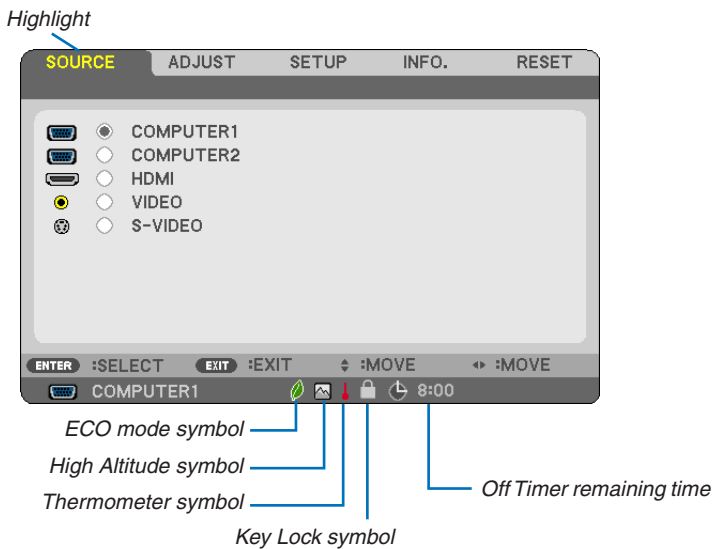 Highlight
SOURCE ADJUST SETUP INFO. RESET
COMPUTER1
COMPUTER2
HDMI
VIDEO
S-VIDEO
ENTER :SELECT EXIT :EXIT :MOVE :MOVE
COMPUTER1 8:00
ECO mode symbol
High Altitude symbol
Thermometer symbol
Off Timer remaining time
Key Lock symbol